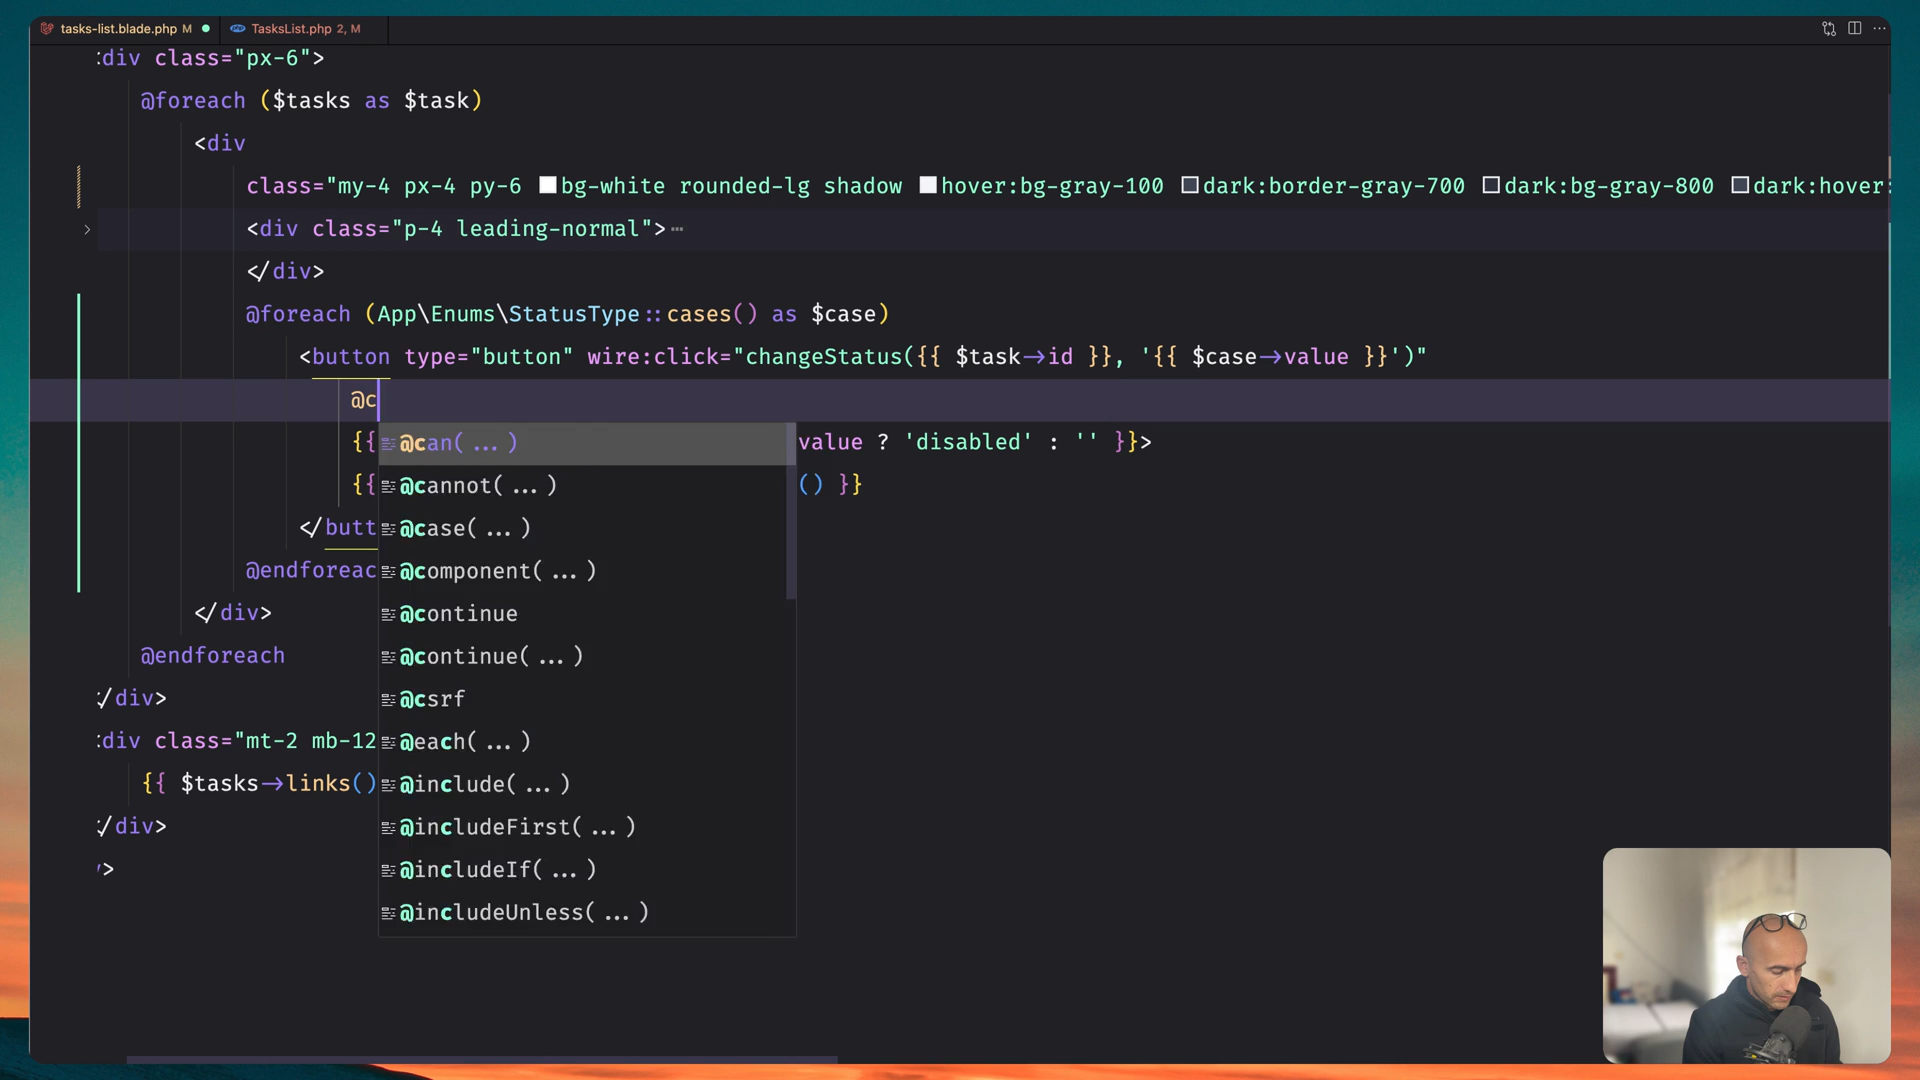 tasks-list.blade.php M
TasksList.php 2, M
div class="px-6">
@foreach ($tasks as $task)
<div
class="my-4 px-4 py-6 bg-white rounded-lg shadow hover:bg-gray-100 dark:border-gray-700 dark:bg-gray-800 dark:hover:
<div class="p-4 leading-normal">⋯
</div>
@foreach (App\Enums\StatusType::cases() as $case)
<button type="button" wire:click="changeStatus({{ $task->id }}, '{{ $case->value }}')"
@c
{{ value ? 'disabled' : '' }}>
{{ () }}
</butt
@endforeac
</div>
@endforeach
/div>
div class="mt-2 mb-12
{{ $tasks->links()
/div>
>
@can(...)
@cannot(...)
@case(...)
@component(...)
@continue
@continue(...)
@csrf
@each(...)
@include(...)
@includeFirst(...)
@includeIf(...)
@includeUnless(...)